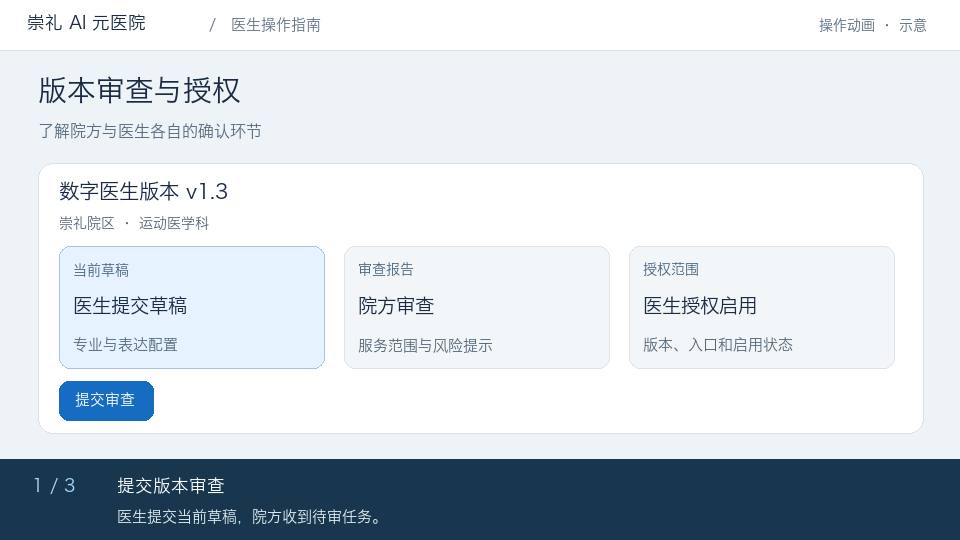 崇礼 AI 元医院 / 医生操作指南 操作动画 · 示意
版本审查与授权
了解院方与医生各自的确认环节
数字医生版本 v1.3
崇礼院区 · 运动医学科
当前草稿
医生提交草稿
专业与表达配置
审查报告
院方审查
服务范围与风险提示
授权范围
医生授权启用
版本、入口和启用状态
提交审查
1 / 3 提交版本审查
医生提交当前草稿，院方收到待审任务。